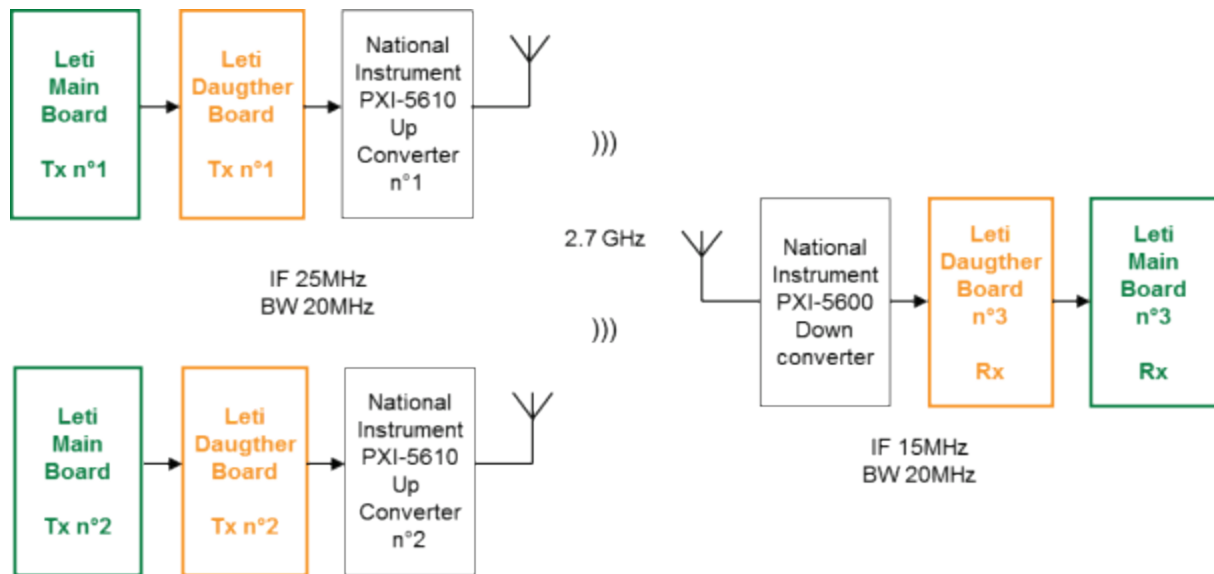 Leti
Main
Board
Tx n°1
Leti
Daugther
Board
Tx n°1
National
Instrument
PXI-5610
Up
Converter
n°1
)))
2.7 GHz
IF 25MHz
BW 20MHz
)))
Leti
Main
Board
Tx n°2
Leti
Daugther
Board
Tx n°2
National
Instrument
PXI-5610
Up
Converter
n°2
National
Instrument
PXI-5600
Down
converter
Leti
Daugther
Board
n°3
Rx
Leti
Main
Board
n°3
Rx
IF 15MHz
BW 20MHz